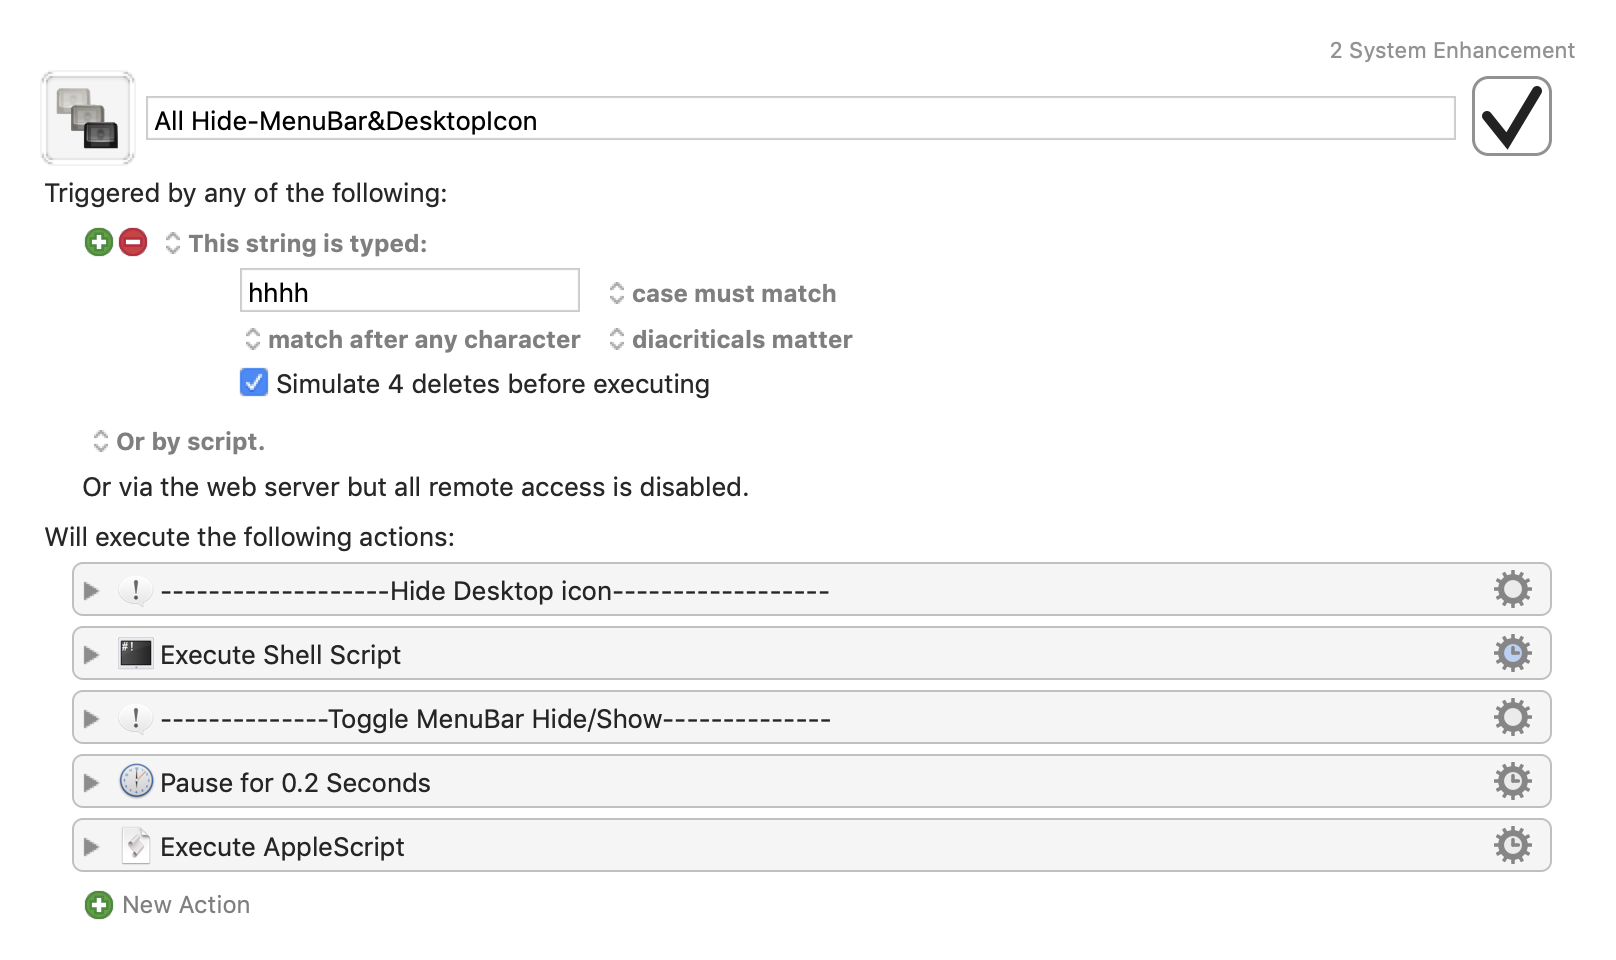 2 System Enhancement
All Hide-MenuBar&DesktopIcon
Triggered by any of the following:
This string is typed:
hhhh
case must match
match after any character
diacriticals matter
Simulate 4 deletes before executing
Or by script.
Or via the web server but all remote access is disabled.
Will execute the following actions:
-------------------Hide Desktop icon------------------
#!
Execute Shell Script
--------------Toggle MenuBar Hide/Show--------------
Pause for 0.2 Seconds
Execute AppleScript
New Action